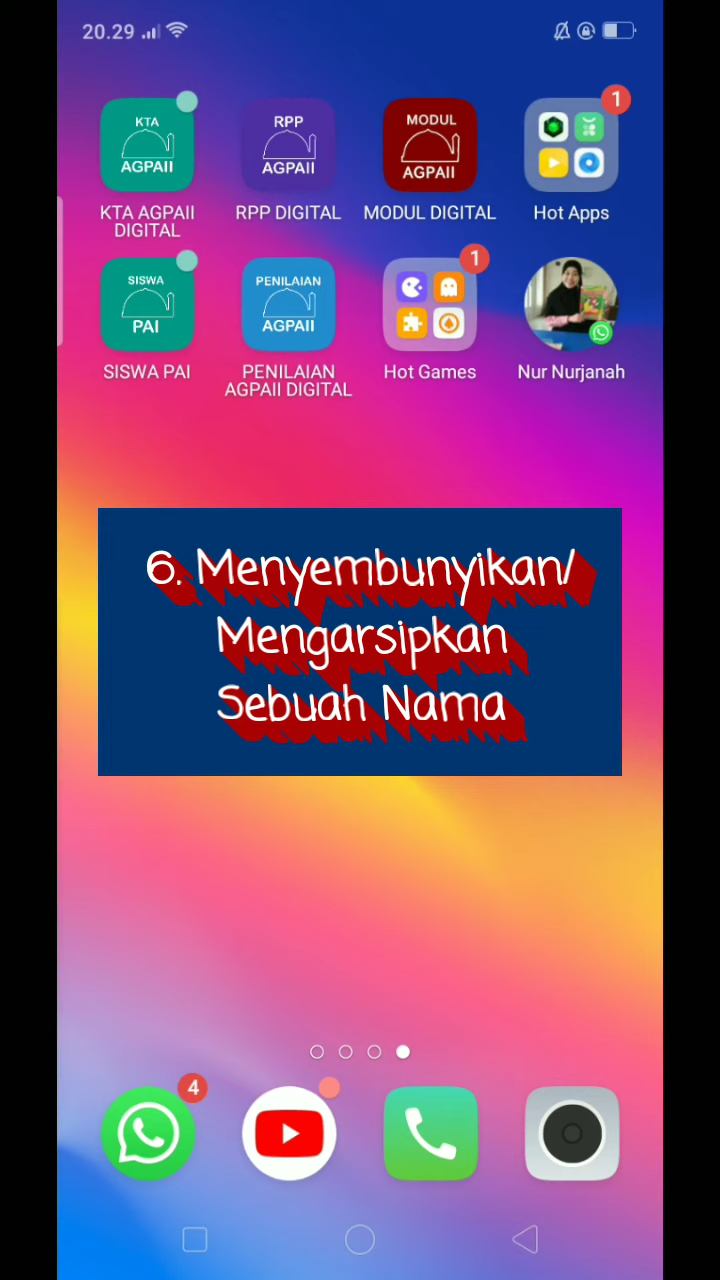 20.29
KTA
AGPAII
RPP
AGPAII
MODUL
AGPAII
1
KTA AGPAII
DIGITAL
RPP DIGITAL
MODUL DIGITAL
Hot Apps
SISWA
PAI
PENILAIAN
AGPAII
1
SISWA PAI
PENILAIAN
AGPAII DIGITAL
Hot Games
Nur Nurjanah
6. Menyembunyikan/
Mengarsipkan
Sebuah Nama
4